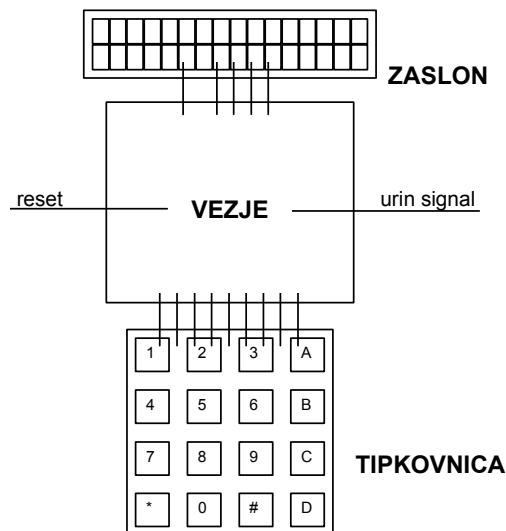 ZASLON
reset
VEZJE
urin signal
1 2 3 A
4 5 6 B
7 8 9 C
TIPKOVNICA
* 0 # D